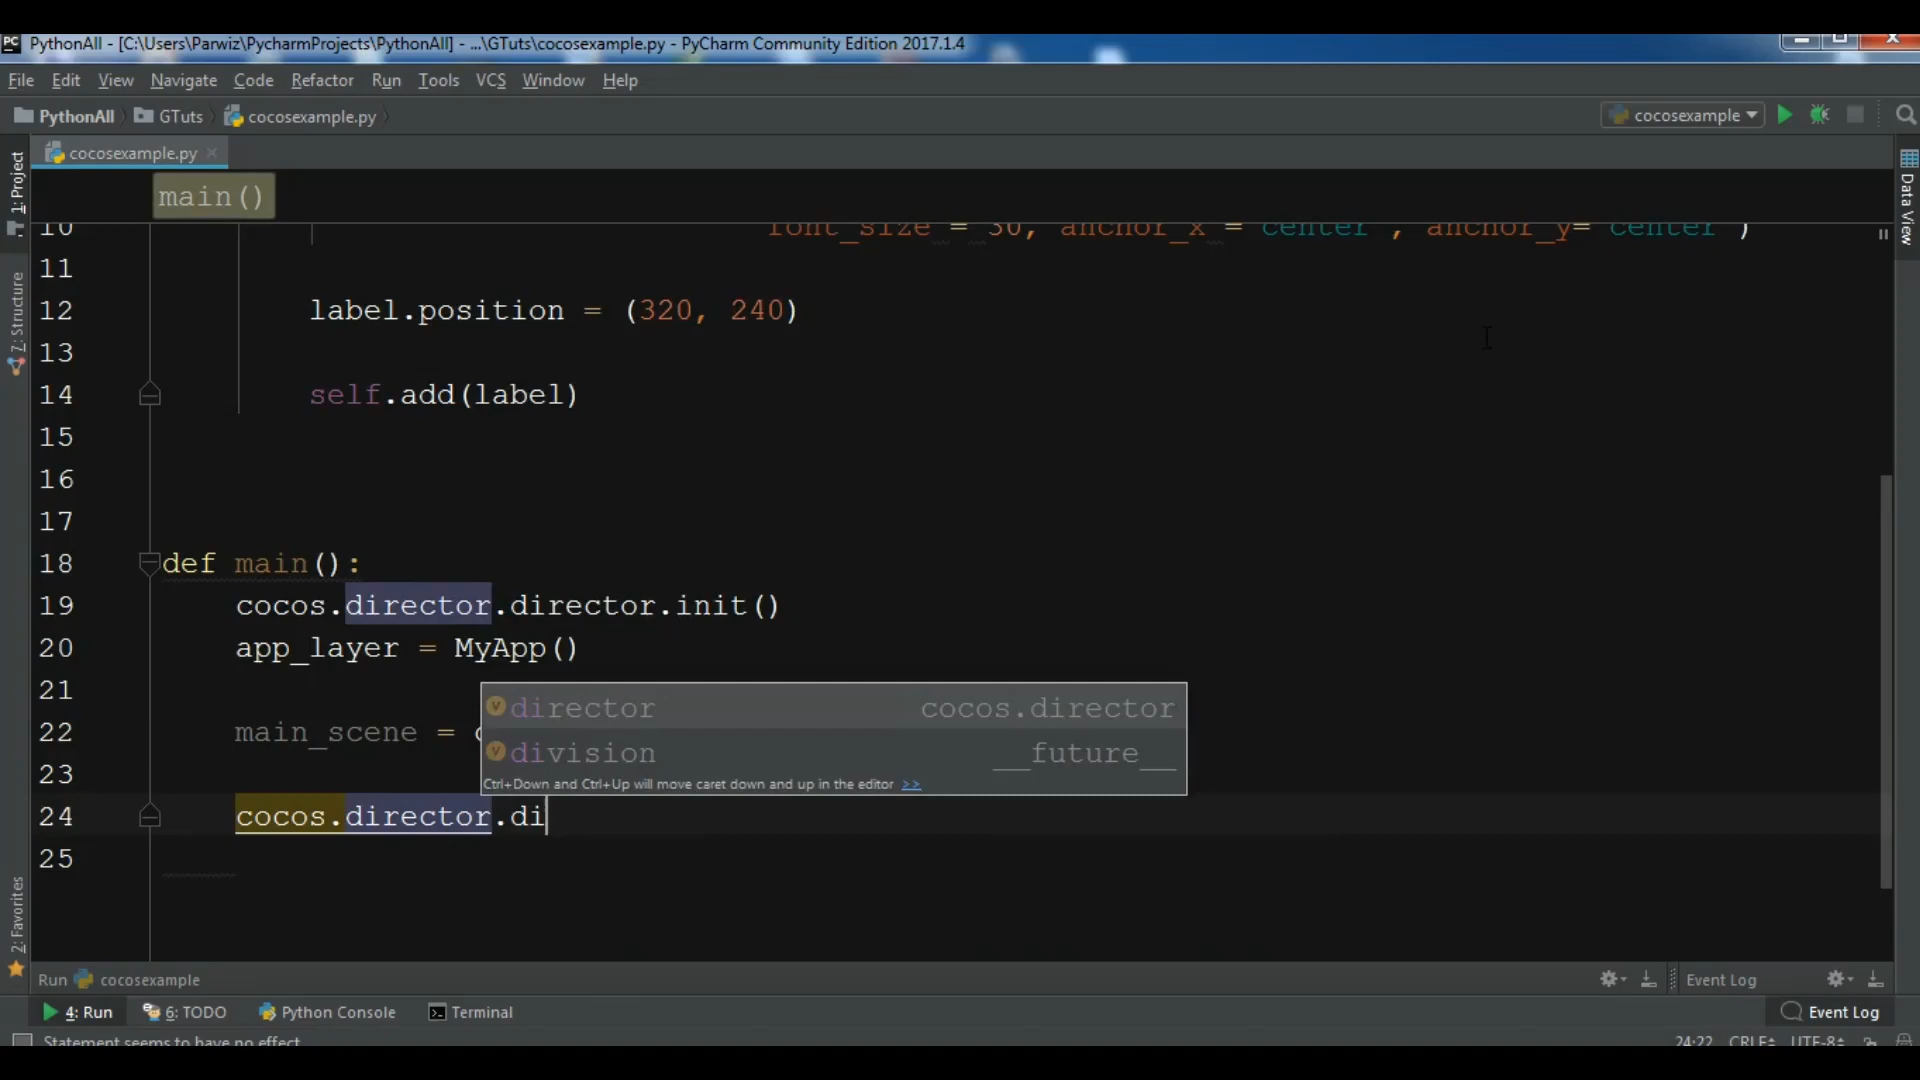 PC PythonAll - [C:\Users\Parwiz\PycharmProjects\PythonAll] - ...\GTuts\cocosexample.py - PyCharm Community Edition 2017.1.4
File Edit View Navigate Code Refactor Run Tools VCS Window Help
PythonAll GTuts cocosexample.py cocosexample
cocosexample.py
1: Project
7: Structure
2: Favorites
Data View
main()
10 font_size = 30, anchor_x = center , anchor_y= center )
11
12 label.position = (320, 240)
13
14 self.add(label)
15
16
17
18 def main():
19 cocos.director.director.init()
20 app_layer = MyApp()
21
22 main_scene = c
23
24 cocos.director.di
25
director cocos.director
division __future__
Ctrl+Down and Ctrl+Up will move caret down and up in the editor >>
Run cocosexample Event Log
4: Run 6: TODO Python Console Terminal Event Log
Statement seems to have no effect 24:22 CRLF UTF-8